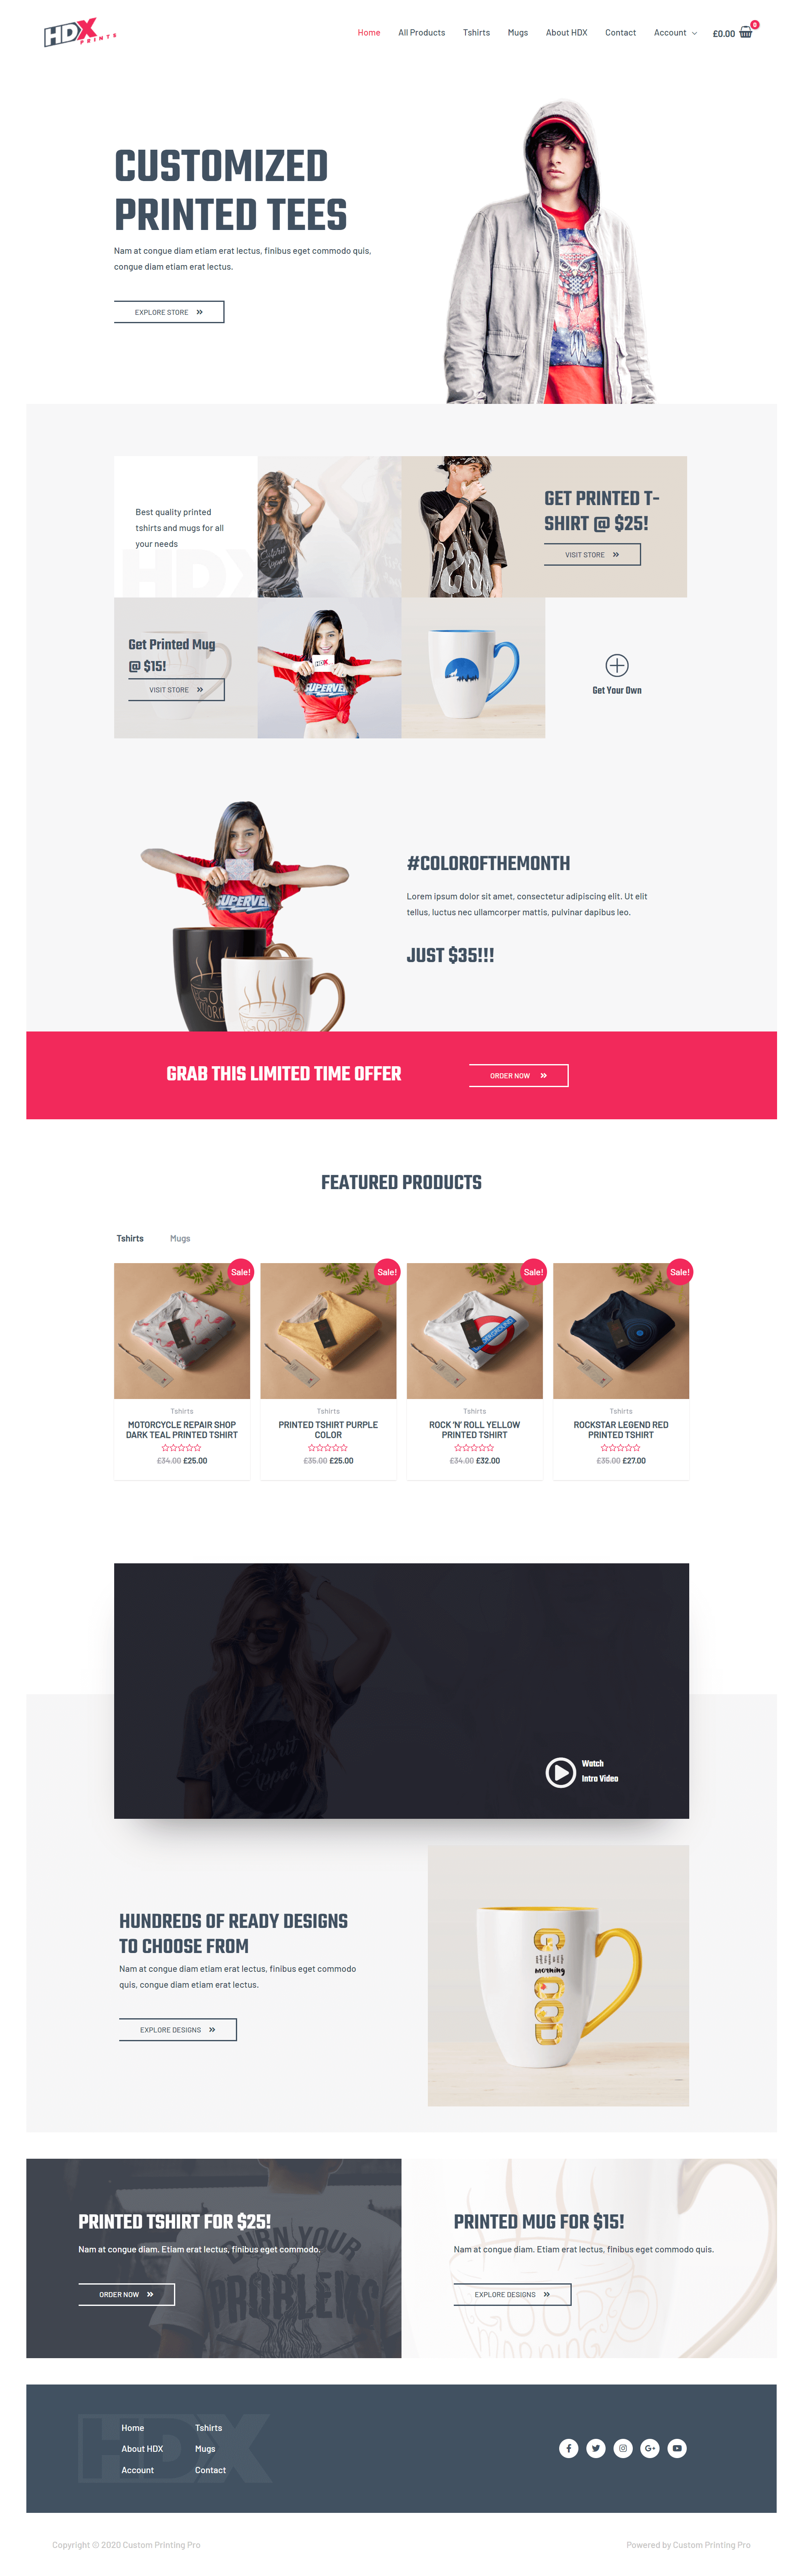 HDX
PRINTS
Home
All Products
Tshirts
Mugs
About HDX
Contact
Account
£0.00
0
CUSTOMIZED
PRINTED TEES
Nam at congue diam etiam erat lectus, finibus eget commodo quis,
congue diam etiam erat lectus.
EXPLORE STORE
Best quality printed
tshirts and mugs for all
your needs
HDX
GET PRINTED T-
SHIRT @ $25!
VISIT STORE
Get Printed Mug
@ $15!
VISIT STORE
HDX
SUPERVEL
Get Your Own
SUPERVEL
#COLOROFTHEMONTH
Lorem ipsum dolor sit amet, consectetur adipiscing elit. Ut elit
tellus, luctus nec ullamcorper mattis, pulvinar dapibus leo.
JUST $35!!!
GRAB THIS LIMITED TIME OFFER
ORDER NOW
FEATURED PRODUCTS
Tshirts
Mugs
Sale!
Sale!
Sale!
Sale!
Tshirts
MOTORCYCLE REPAIR SHOP
DARK TEAL PRINTED TSHIRT
£34.00 £25.00
Tshirts
PRINTED TSHIRT PURPLE
COLOR
£35.00 £25.00
Tshirts
ROCK 'N' ROLL YELLOW
PRINTED TSHIRT
£34.00 £32.00
Tshirts
ROCKSTAR LEGEND RED
PRINTED TSHIRT
£35.00 £27.00
Culprit
Watch
Intro Video
HUNDREDS OF READY DESIGNS
TO CHOOSE FROM
Nam at congue diam etiam erat lectus, finibus eget commodo
quis, congue diam etiam erat lectus.
EXPLORE DESIGNS
GOOD
morning
PRINTED TSHIRT FOR $25!
Nam at congue diam. Etiam erat lectus, finibus eget commodo.
ORDER NOW
PRINTED MUG FOR $15!
Nam at congue diam. Etiam erat lectus, finibus eget commodo quis.
EXPLORE DESIGNS
HDX
Home
About HDX
Account
Tshirts
Mugs
Contact
Copyright © 2020 Custom Printing Pro
Powered by Custom Printing Pro